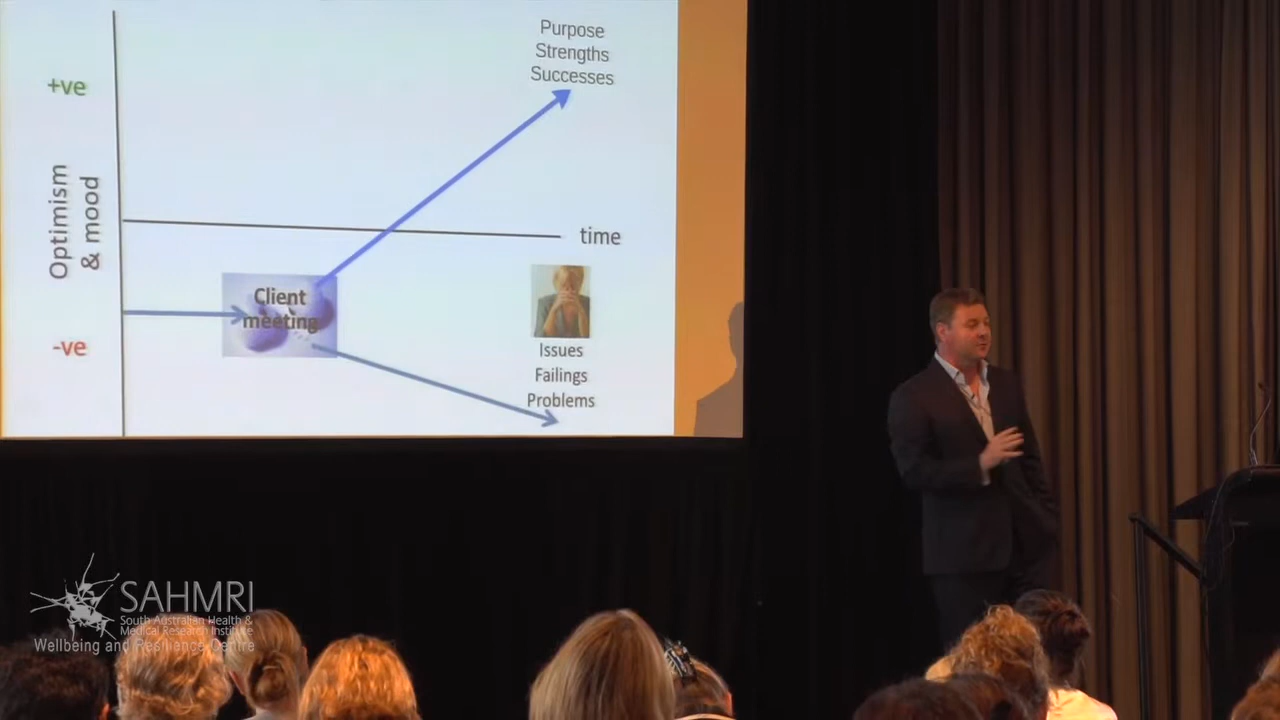 Purpose
Strengths
Successes
+ve
Optimism
& mood
time
Client
meeting
-ve
Issues
Failings
Problems
SAHMRI
South Australian Health &
Medical Research Institute
Wellbeing and Resilience Centre